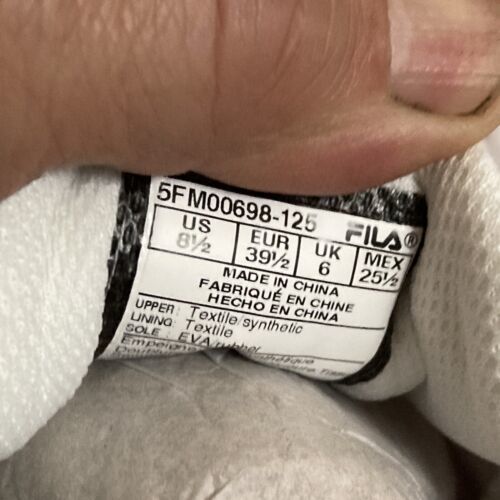 5FM00698-125 FILA®
US EUR UK MEX
8½ 39½ 6 25½
MADE IN CHINA
FABRIQUÉ EN CHINE
HECHO EN CHINA
UPPER: Textile/synthetic
LINING: Textile
SOLE: EVA/rubber
Empeigne